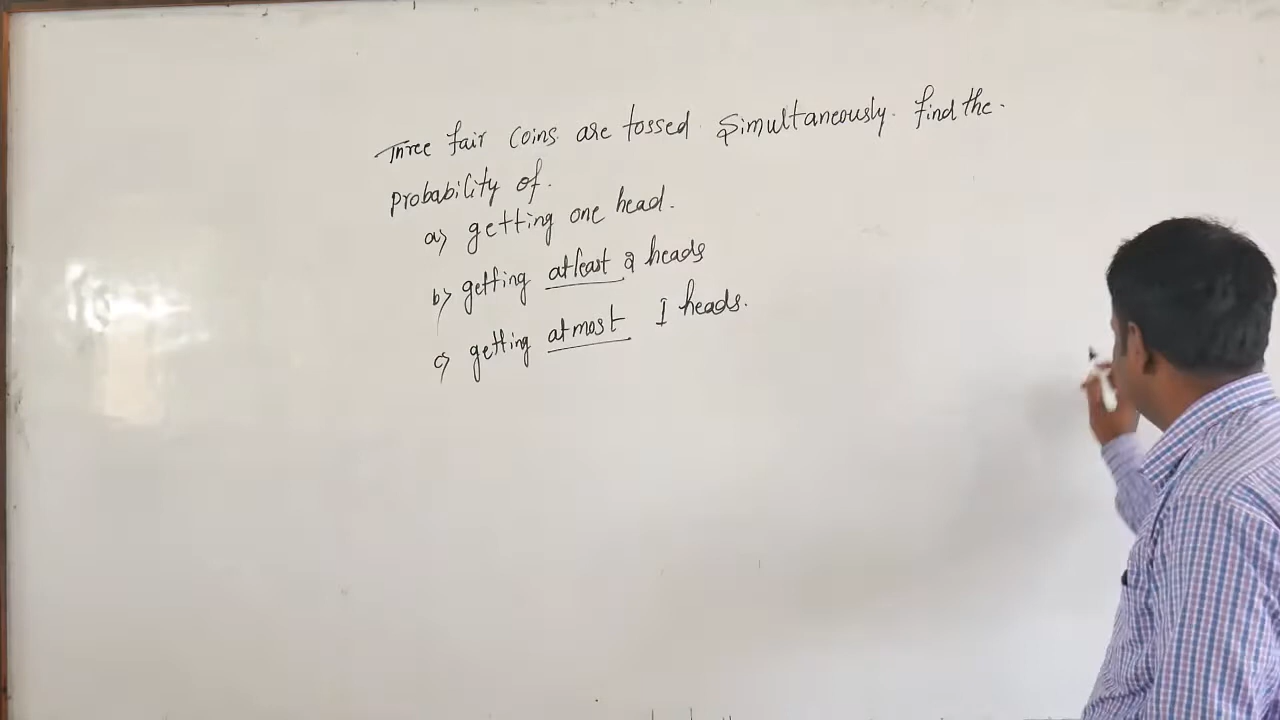 Three fair coins are tossed simultaneously. find the.
probability of.
a) getting one head.
b) getting atleast 2 heads
c) getting atmost 1 heads.